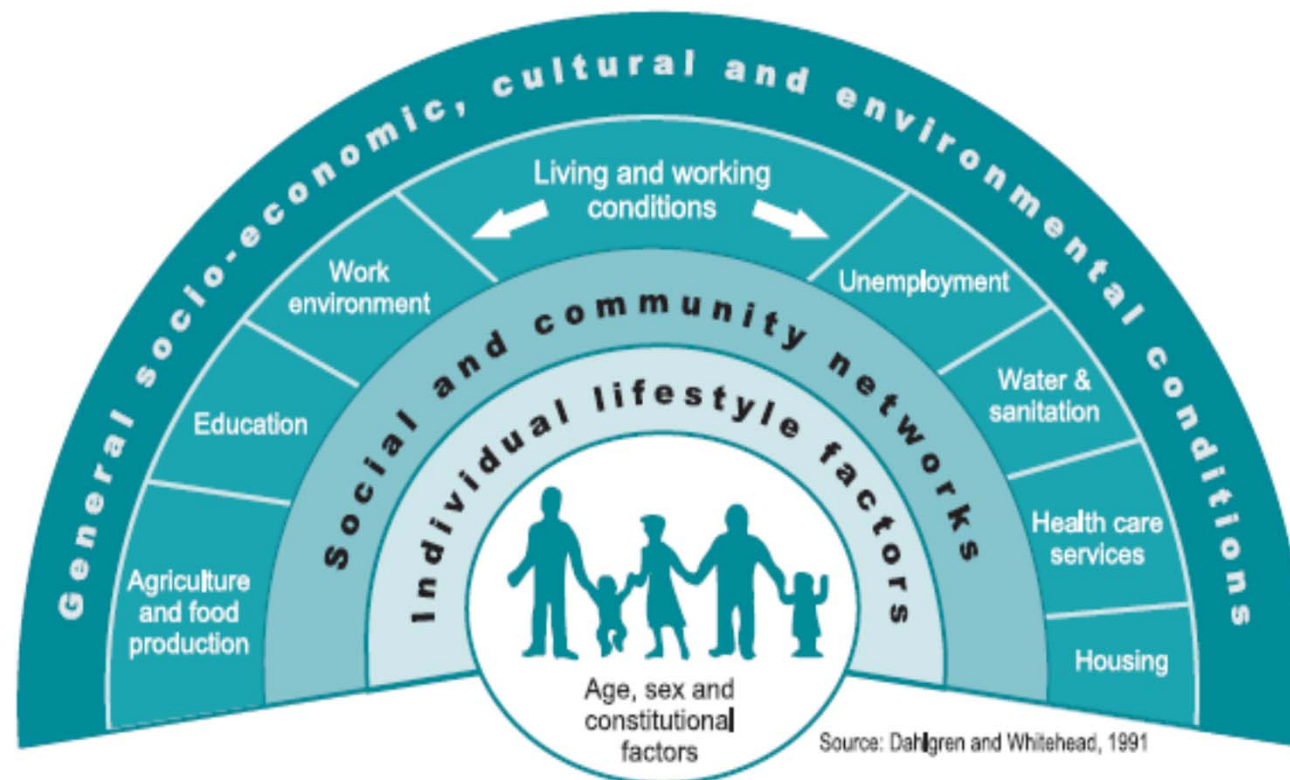 General socio-economic, cultural and environmental conditions
Living and working
conditions
Work
environment
Unemployment
Education
Water &
sanitation
Agriculture
and food
production
Health care
services
Housing
Social and community networks
Individual lifestyle factors
Age, sex and
constitutional
factors
Source: Dahlgren and Whitehead, 1991